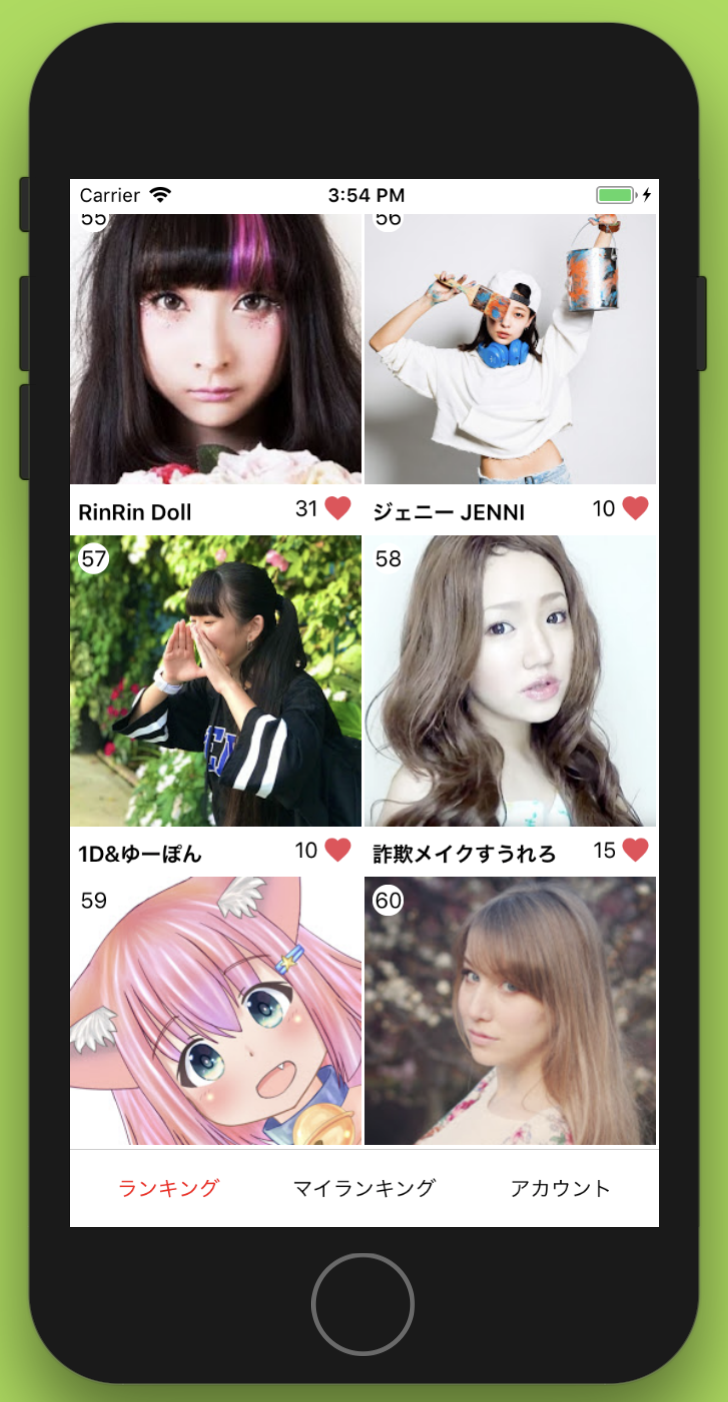 Carrier 3:54 PM
55 56
RinRin Doll 31 ジェニー JENNI 10
57 58
1D&ゆーぽん 10 詐欺メイクすうれろ 15
59 60
ランキング マイランキング アカウント